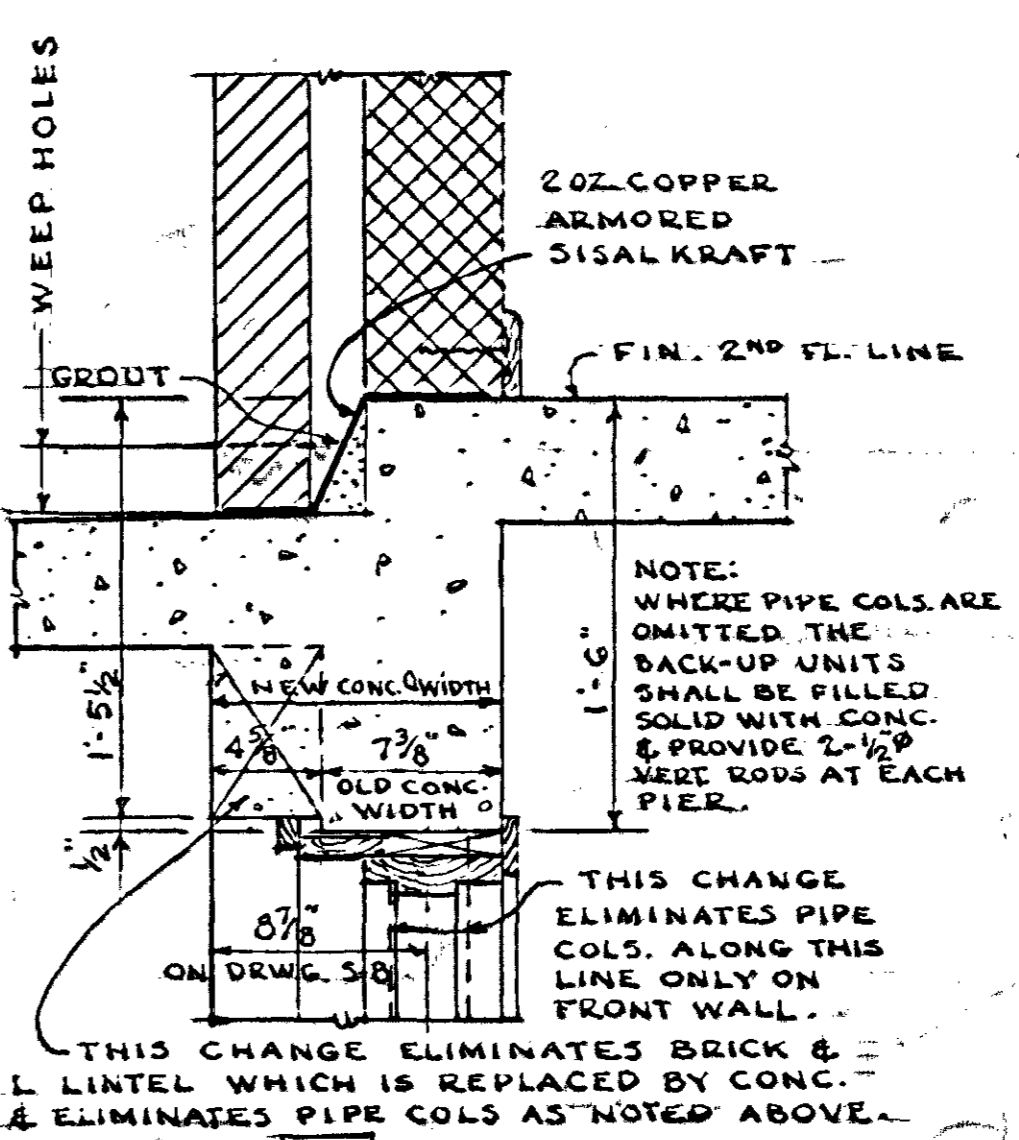 WEEP HOLES
2 OZ. COPPER
ARMORED
SISAL KRAFT
GROUT
FIN. 2ND FL. LINE
NOTE:
WHERE PIPE COLS. ARE
OMITTED THE
BACK-UP UNITS
SHALL BE FILLED
SOLID WITH CONC.
& PROVIDE 2-1/2"Ø
VERT RODS AT EACH
PIER.
1'-5½"
1'-6"
NEW CONC. WIDTH
4⅝ 7⅜"
OLD CONC.
WIDTH
½"
8⅞"
ON DRWG. S-8
THIS CHANGE
ELIMINATES PIPE
COLS. ALONG THIS
LINE ONLY ON
FRONT WALL.
THIS CHANGE ELIMINATES BRICK &
L LINTEL WHICH IS REPLACED BY CONC.
& ELIMINATES PIPE COLS AS NOTED ABOVE.